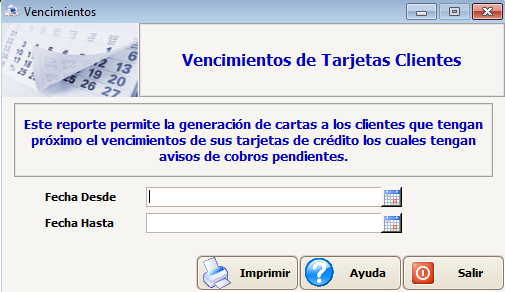 Vencimientos
Vencimientos de Tarjetas Clientes
Este reporte permite la generación de cartas a los clientes que tengan
próximo el vencimientos de sus tarjetas de crédito los cuales tengan
avisos de cobros pendientes.
Fecha Desde
Fecha Hasta
Imprimir Ayuda Salir